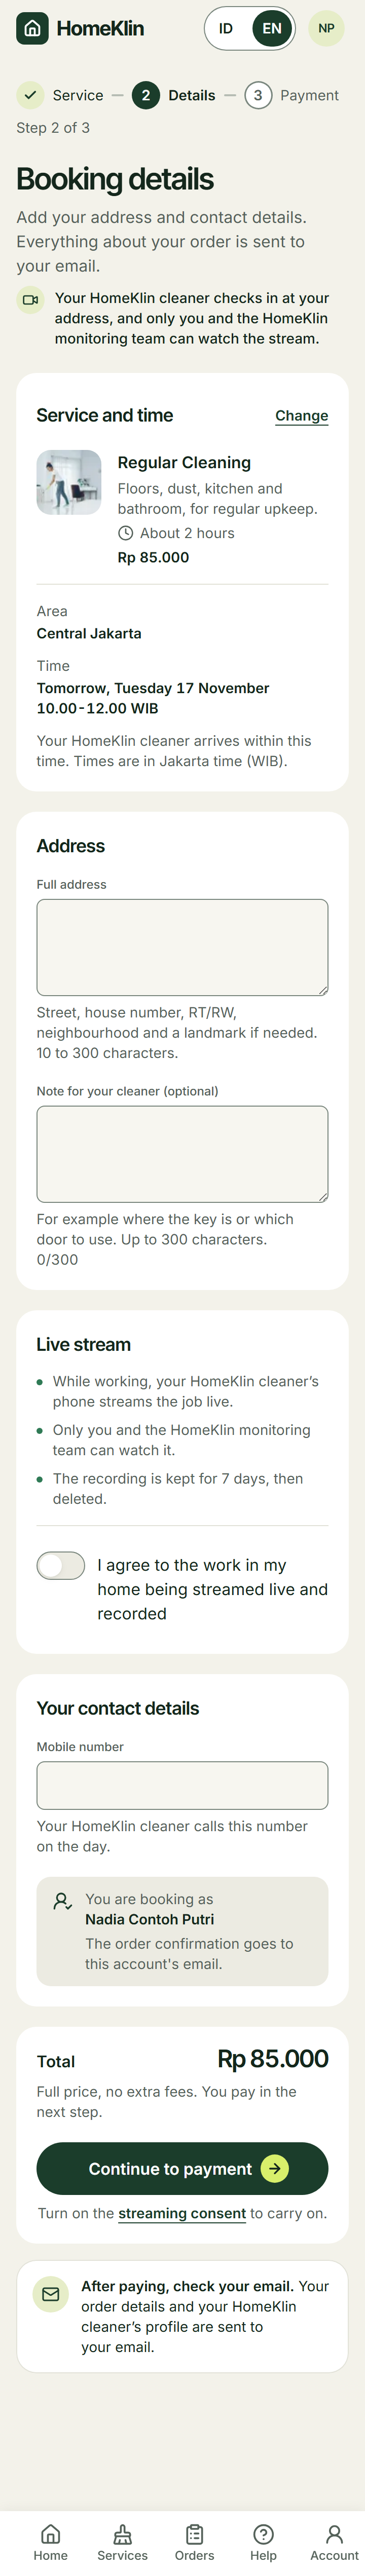 HomeKlin
ID EN NP
Service 2 Details 3 Payment
Step 2 of 3
Booking details
Add your address and contact details.
Everything about your order is sent to
your email.
Your HomeKlin cleaner checks in at your
address, and only you and the HomeKlin
monitoring team can watch the stream.
Service and time
Change
Regular Cleaning
Floors, dust, kitchen and
bathroom, for regular upkeep.
About 2 hours
Rp 85.000
Area
Central Jakarta
Time
Tomorrow, Tuesday 17 November
10.00-12.00 WIB
Your HomeKlin cleaner arrives within this
time. Times are in Jakarta time (WIB).
Address
Full address
Street, house number, RT/RW,
neighbourhood and a landmark if needed.
10 to 300 characters.
Note for your cleaner (optional)
For example where the key is or which
door to use. Up to 300 characters.
0/300
Live stream
While working, your HomeKlin cleaner’s
phone streams the job live.
Only you and the HomeKlin monitoring
team can watch it.
The recording is kept for 7 days, then
deleted.
I agree to the work in my
home being streamed live and
recorded
Your contact details
Mobile number
Your HomeKlin cleaner calls this number
on the day.
You are booking as
Nadia Contoh Putri
The order confirmation goes to
this account's email.
Total Rp 85.000
Full price, no extra fees. You pay in the
next step.
Continue to payment
Turn on the streaming consent to carry on.
After paying, check your email. Your
order details and your HomeKlin
cleaner’s profile are sent to
your email.
Home Services Orders Help Account